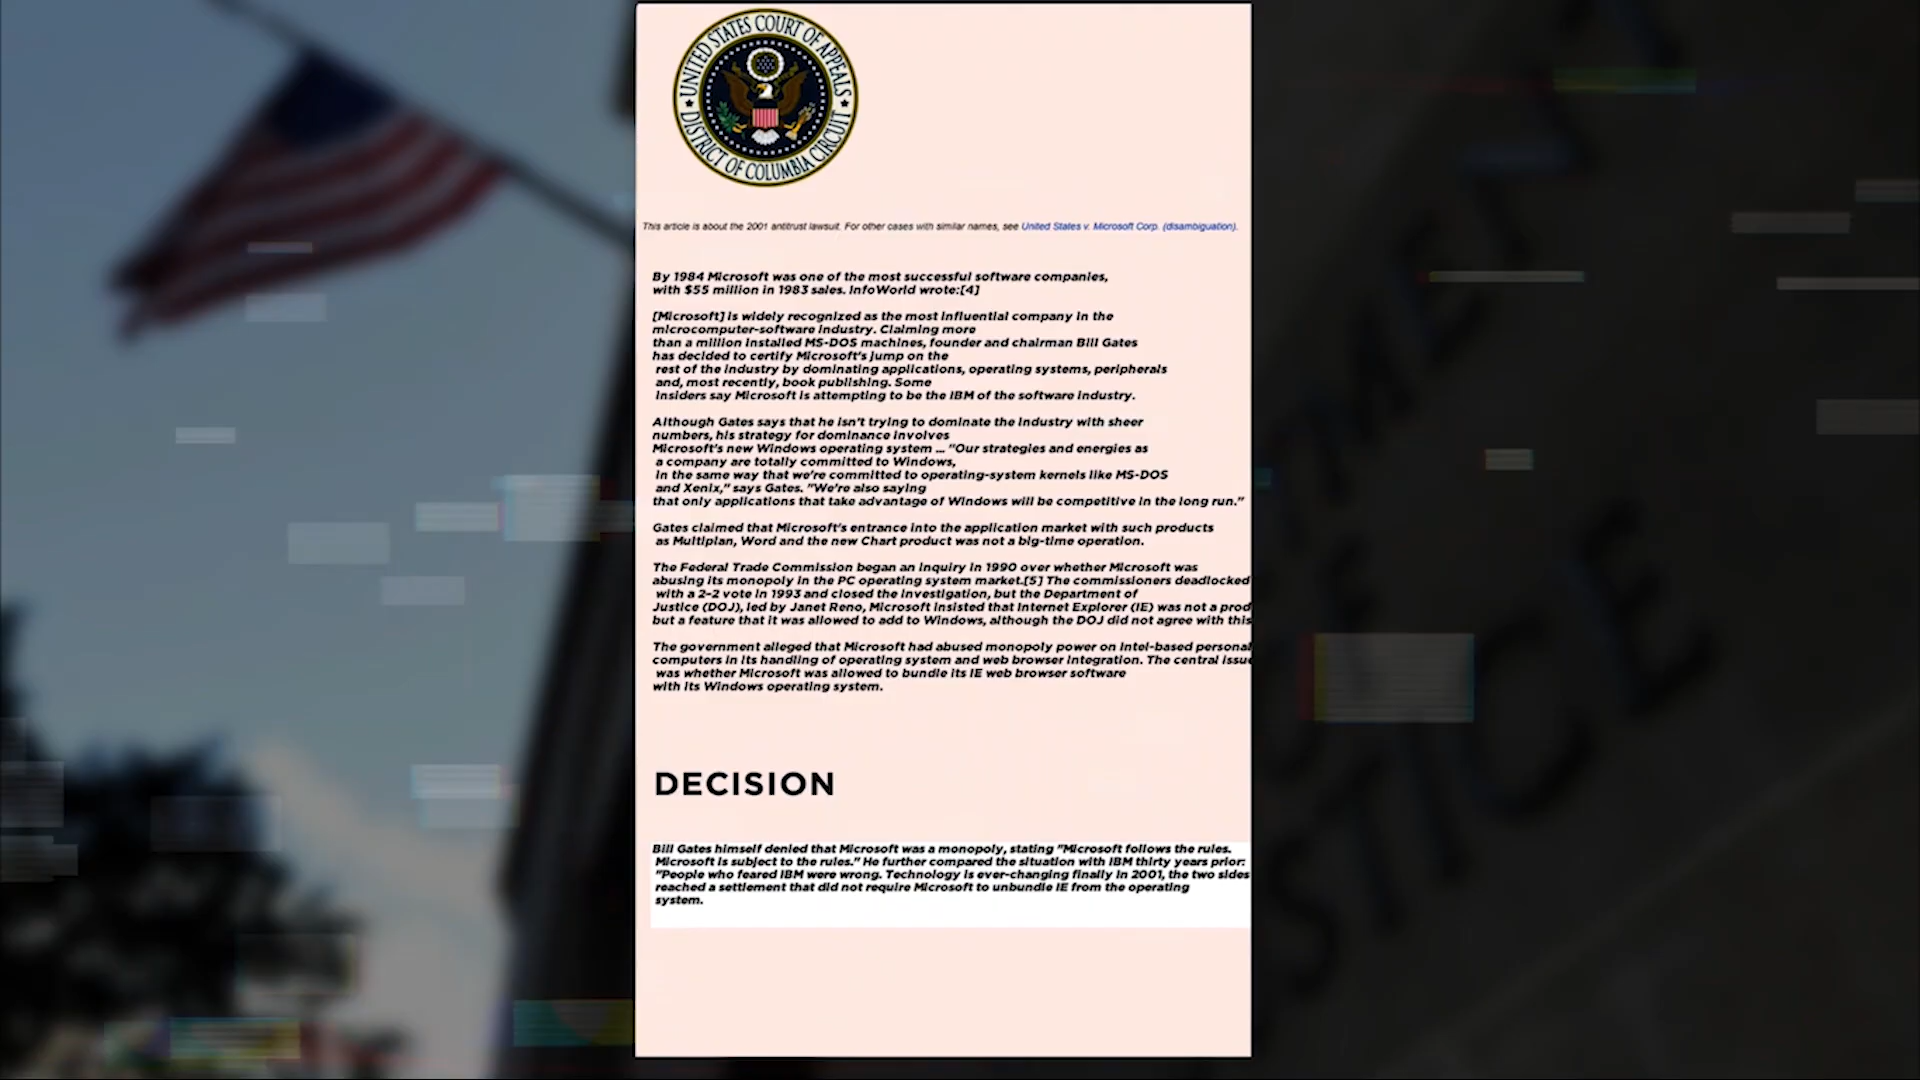 UNITED STATES COURT OF APPEALS
DISTRICT OF COLUMBIA CIRCUIT
This article is about the 2001 antitrust lawsuit. For other cases with similar names, see United States v. Microsoft Corp. (disambiguation).
By 1984 Microsoft was one of the most successful software companies,
with $55 million in 1983 sales. InfoWorld wrote:[4]
[Microsoft] is widely recognized as the most influential company in the
microcomputer-software industry. Claiming more
than a million installed MS-DOS machines, founder and chairman Bill Gates
has decided to certify Microsoft's jump on the
rest of the industry by dominating applications, operating systems, peripherals
and, most recently, book publishing. Some
insiders say Microsoft is attempting to be the IBM of the software industry.
Although Gates says that he isn't trying to dominate the industry with sheer
numbers, his strategy for dominance involves
Microsoft's new Windows operating system ... "Our strategies and energies as
a company are totally committed to Windows,
in the same way that we're committed to operating-system kernels like MS-DOS
and Xenix," says Gates. "We're also saying
that only applications that take advantage of Windows will be competitive in the long run."
Gates claimed that Microsoft's entrance into the application market with such products
as Multiplan, Word and the new Chart product was not a big-time operation.
The Federal Trade Commission began an inquiry in 1990 over whether Microsoft was
abusing its monopoly in the PC operating system market.[5] The commissioners deadlocked
with a 2-2 vote in 1993 and closed the investigation, but the Department of
Justice (DOJ), led by Janet Reno, Microsoft insisted that Internet Explorer (IE) was not a prod
but a feature that it was allowed to add to Windows, although the DOJ did not agree with this
The government alleged that Microsoft had abused monopoly power on Intel-based personal
computers in its handling of operating system and web browser integration. The central issue
was whether Microsoft was allowed to bundle its IE web browser software
with its Windows operating system.
DECISION
Bill Gates himself denied that Microsoft was a monopoly, stating "Microsoft follows the rules.
Microsoft is subject to the rules." He further compared the situation with IBM thirty years prior:
"People who feared IBM were wrong. Technology is ever-changing finally in 2001, the two sides
reached a settlement that did not require Microsoft to unbundle IE from the operating
system.